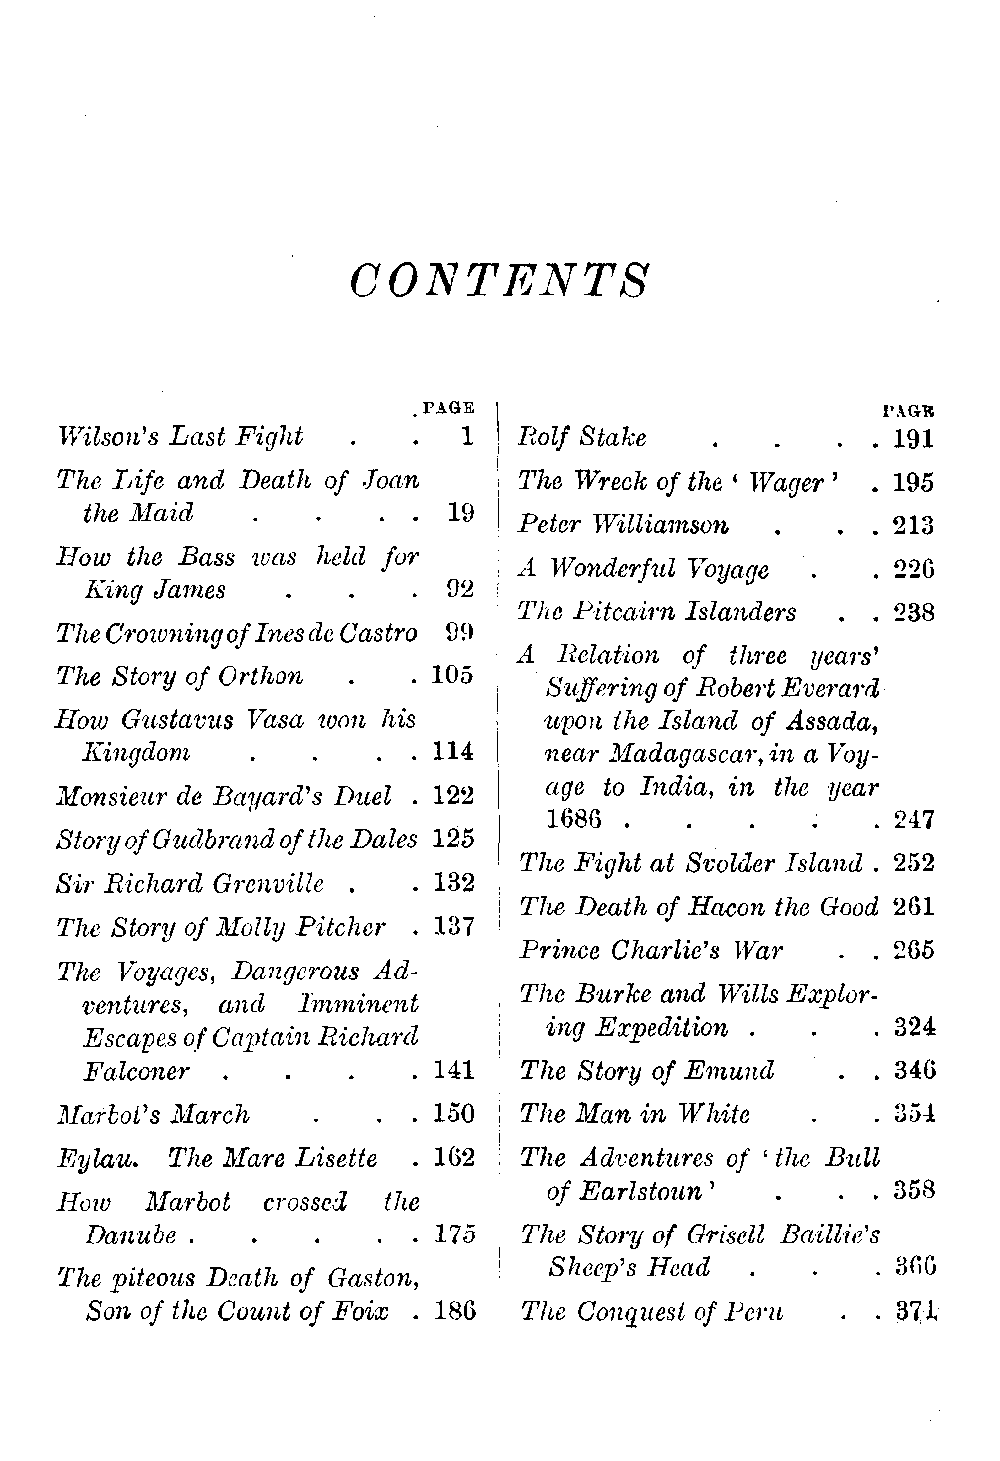 CONTENTS
PAGE
Wilson's Last Fight . . 1
The Life and Death of Joan
the Maid . . . . 19
How the Bass was held for
King James . . . 92
The Crowning of Ines de Castro 99
The Story of Orthon . . 105
How Gustavus Vasa won his
Kingdom . . . . 114
Monsieur de Bayard's Duel . 122
Story of Gudbrand of the Dales 125
Sir Richard Grenville . . 132
The Story of Molly Pitcher . 137
The Voyages, Dangerous Ad-
ventures, and Imminent
Escapes of Captain Richard
Falconer . . . . 141
Marbot's March . . . 150
Eylau. The Mare Lisette . 162
How Marbot crossed the
Danube . . . . . 175
The piteous Death of Gaston,
Son of the Count of Foix . 186
PAGE
Rolf Stake . . . . 191
The Wreck of the ' Wager ' . 195
Peter Williamson . . . 213
A Wonderful Voyage . . 226
The Pitcairn Islanders . . 238
A Relation of three years'
Suffering of Robert Everard
upon the Island of Assada,
near Madagascar, in a Voy-
age to India, in the year
1686 . . . . . 247
The Fight at Svolder Island . 252
The Death of Hacon the Good 261
Prince Charlie's War . . 265
The Burke and Wills Explor-
ing Expedition . . . 324
The Story of Emund . . 346
The Man in White . . 354
The Adventures of ' the Bull
of Earlstoun ' . . . 358
The Story of Grisell Baillie's
Sheep's Head . . . 366
The Conquest of Peru . . 371